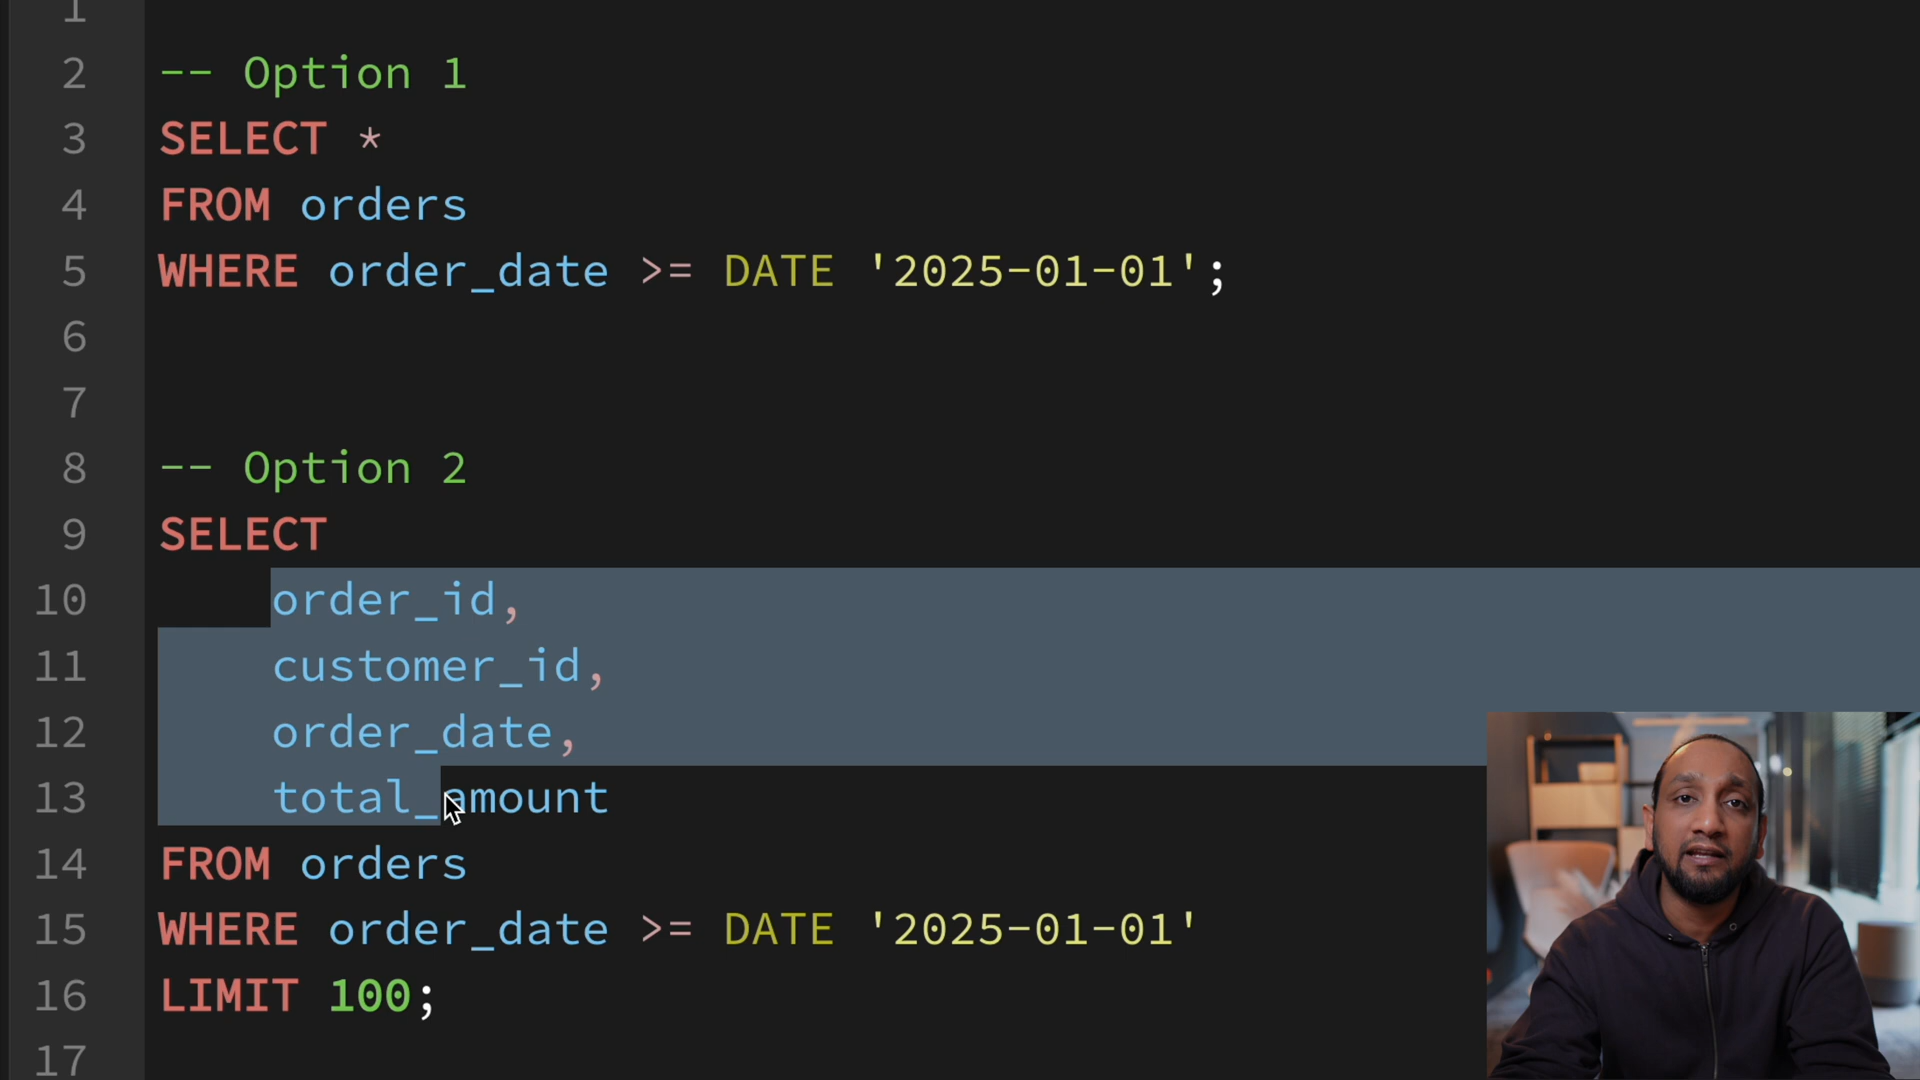 1
2 -- Option 1
3 SELECT *
4 FROM orders
5 WHERE order_date >= DATE '2025-01-01';
6
7
8 -- Option 2
9 SELECT
10 order_id,
11 customer_id,
12 order_date,
13 total_amount
14 FROM orders
15 WHERE order_date >= DATE '2025-01-01'
16 LIMIT 100;
17